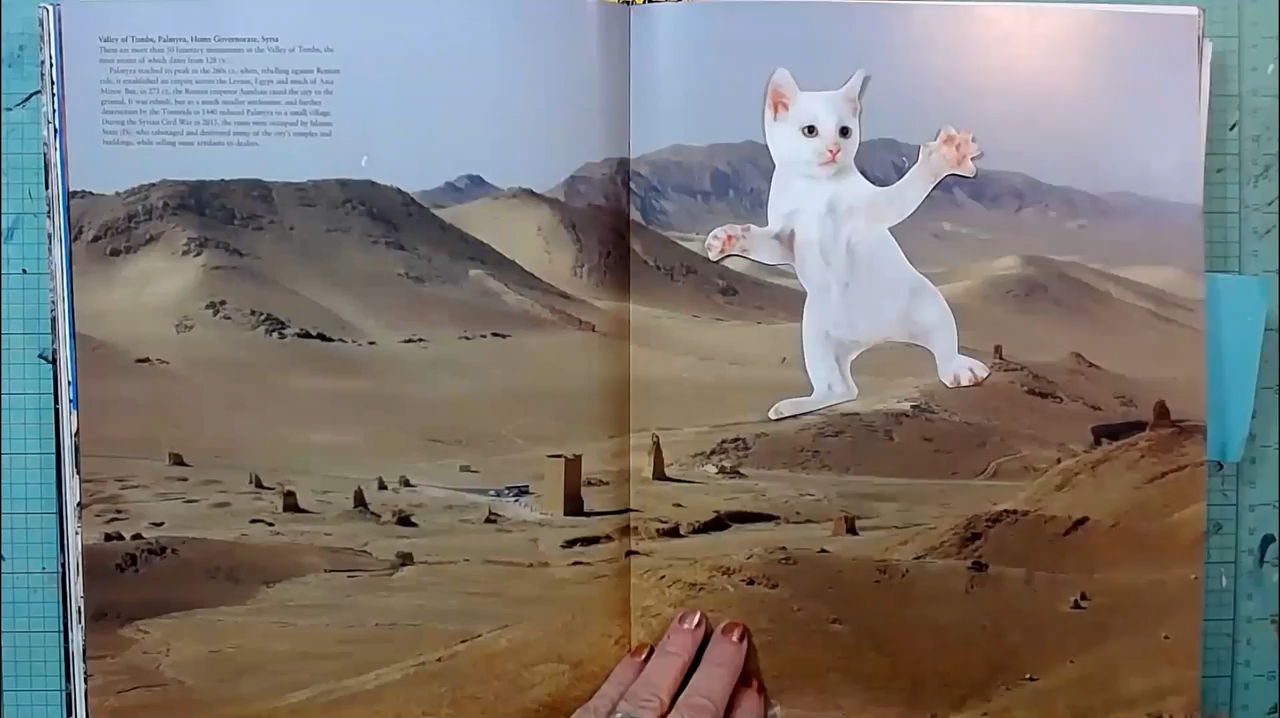 Valley of Tombs, Palmyra, Homs Governorate, Syria
There are more than 50 funerary monuments in the Valley of Tombs, the
most recent of which dates from 128
Palmyra reached its peak in the 260s when, rebelling against Roman
rule, it established an empire across the Levant, Egypt and much of Asia
Minor. But, in 273 the Roman emperor Aurelian razed the city to the
ground. It was rebuilt, but as a much smaller settlement, and further
destruction by the Timurids in 1440 reduced Palmyra to a small village.
During the Syrian Civil War in 2015, the ruins were occupied by Islamic
State (IS), who sabotaged and destroyed many of the city's temples and
buildings, while selling some artefacts to dealers.